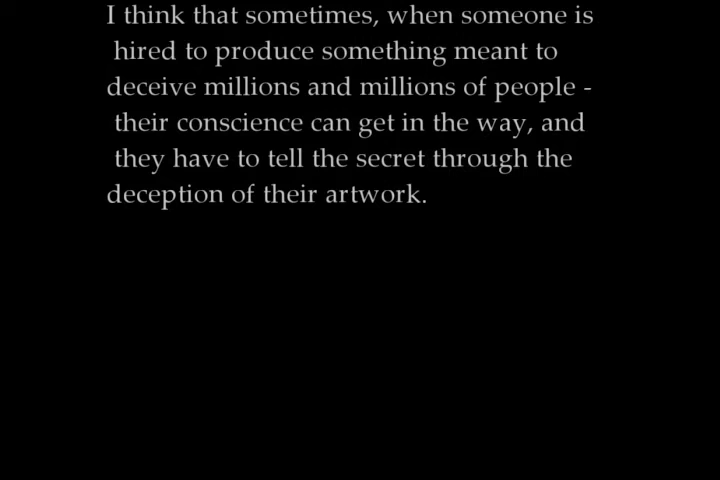 I think that sometimes, when someone is
hired to produce something meant to
deceive millions and millions of people -
their conscience can get in the way, and
they have to tell the secret through the
deception of their artwork.